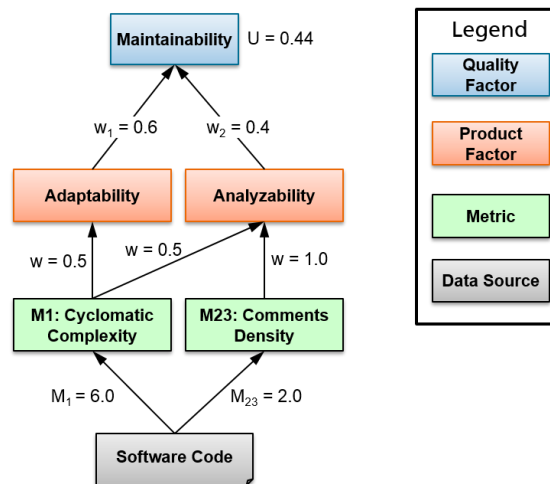 Maintainability U = 0.44
w1 = 0.6 w2 = 0.4
Adaptability Analyzability
w = 0.5 w = 0.5 w = 1.0
M1: Cyclomatic
Complexity
M23: Comments
Density
M1 = 6.0 M23 = 2.0
Software Code
Legend
Quality
Factor
Product
Factor
Metric
Data Source